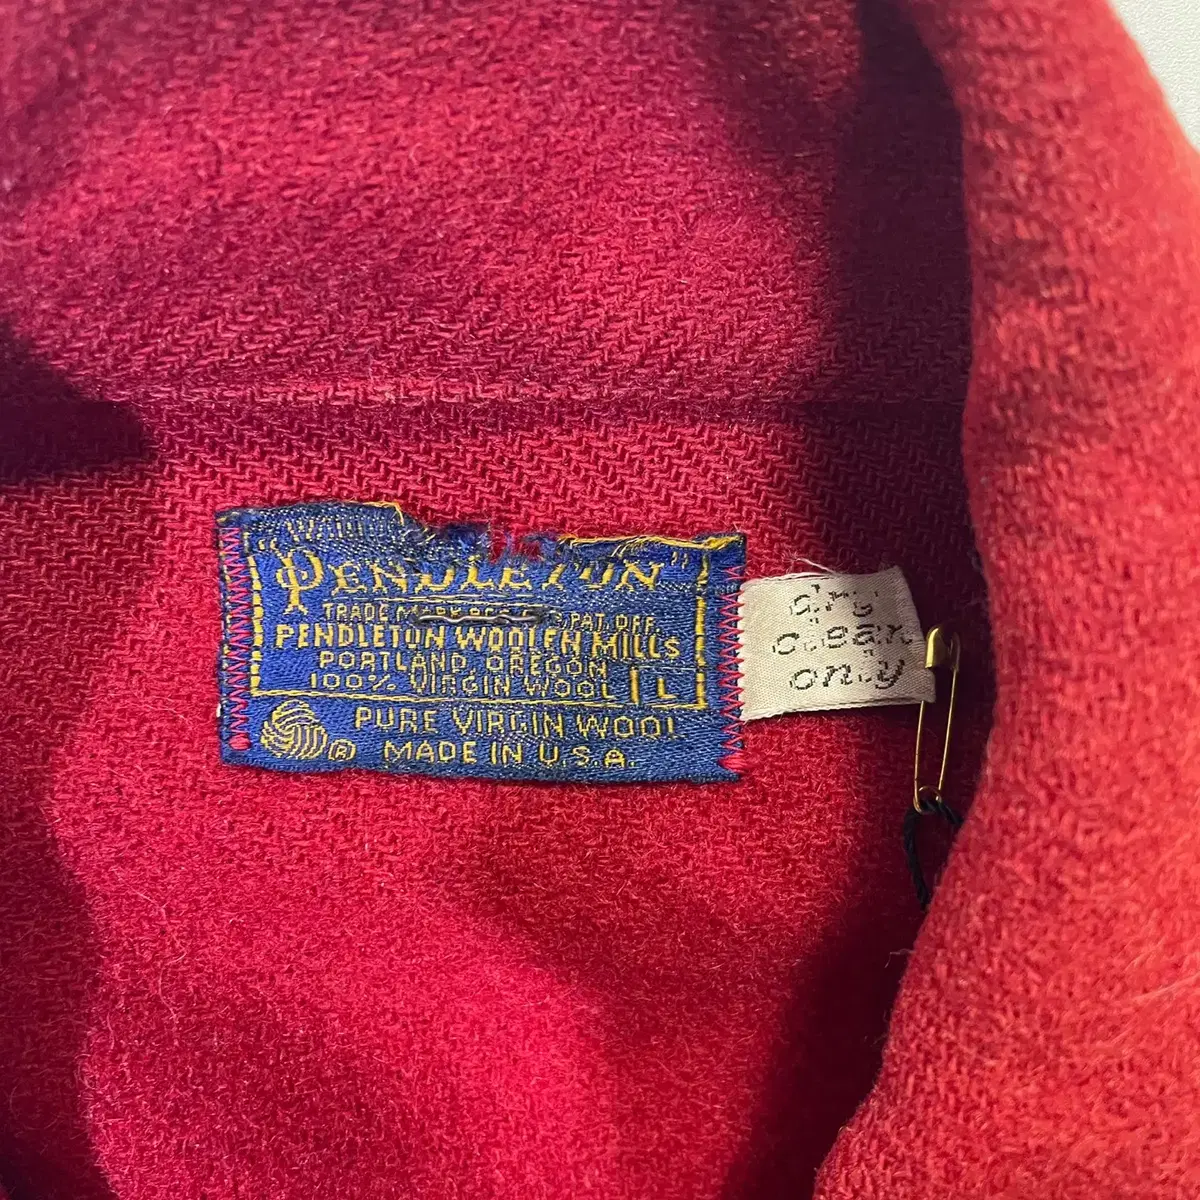 "PENDLETON"
TRADE MARK REG. U.S. PAT. OFF.
PENDLETON WOOLEN MILLS
PORTLAND, OREGON
100% VIRGIN WOOL L
PURE VIRGIN WOOL
® MADE IN U.S.A.
dry
clean
only